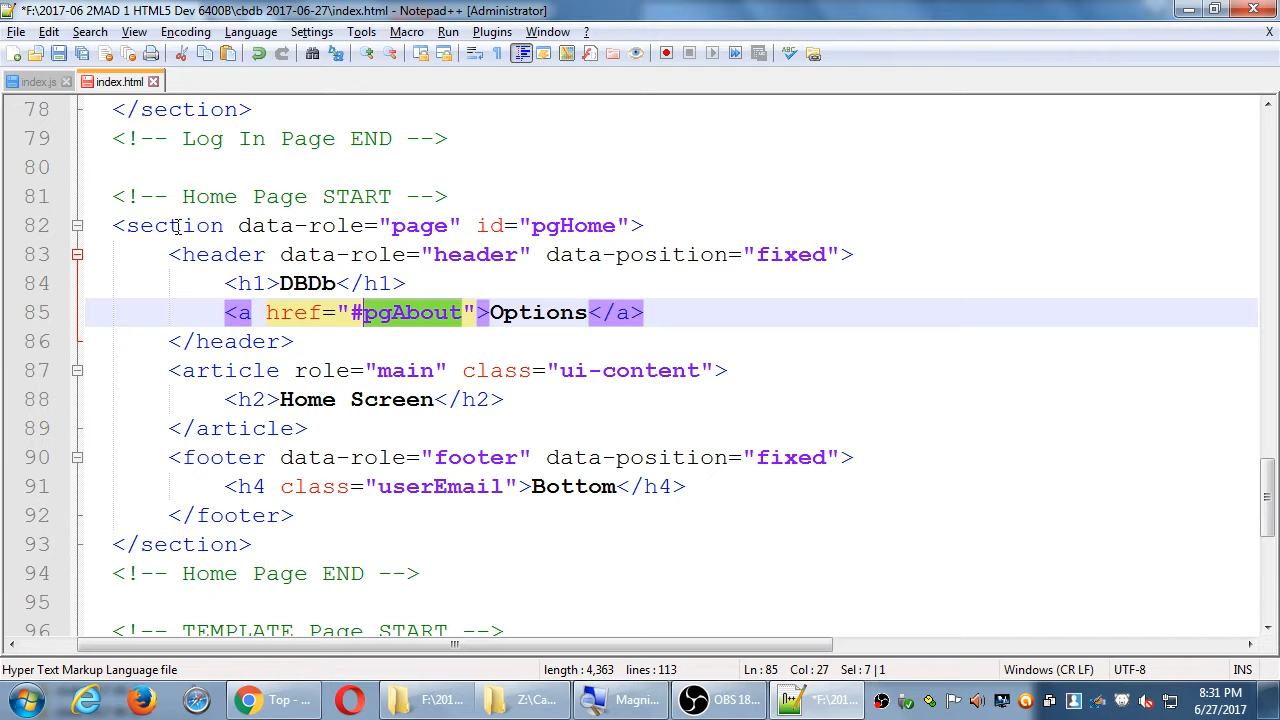 *F:\2017-06 2MAD 1 HTML5 Dev 6400B\cbdb 2017-06-27\index.html - Notepad++ [Administrator]
File Edit Search View Encoding Language Settings Tools Macro Run Plugins Window ? X
index.js index.html
78 </section>
79 <!-- Log In Page END -->
80
81 <!-- Home Page START -->
82 <section data-role="page" id="pgHome">
83 <header data-role="header" data-position="fixed">
84 <h1>DBDb</h1>
85 <a href="#pgAbout">Options</a>
86 </header>
87 <article role="main" class="ui-content">
88 <h2>Home Screen</h2>
89 </article>
90 <footer data-role="footer" data-position="fixed">
91 <h4 class="userEmail">Bottom</h4>
92 </footer>
93 </section>
94 <!-- Home Page END -->
95
96 <!-- TEMPLATE Page START -->
Hyper Text Markup Language file length : 4,363 lines : 113 Ln : 85 Col : 27 Sel : 7 | 1 Windows (CR LF) UTF-8 INS
Top - ... F:\201... Z:\Ca... Magni... OBS 18... *F:\201... 8:31 PM
6/27/2017